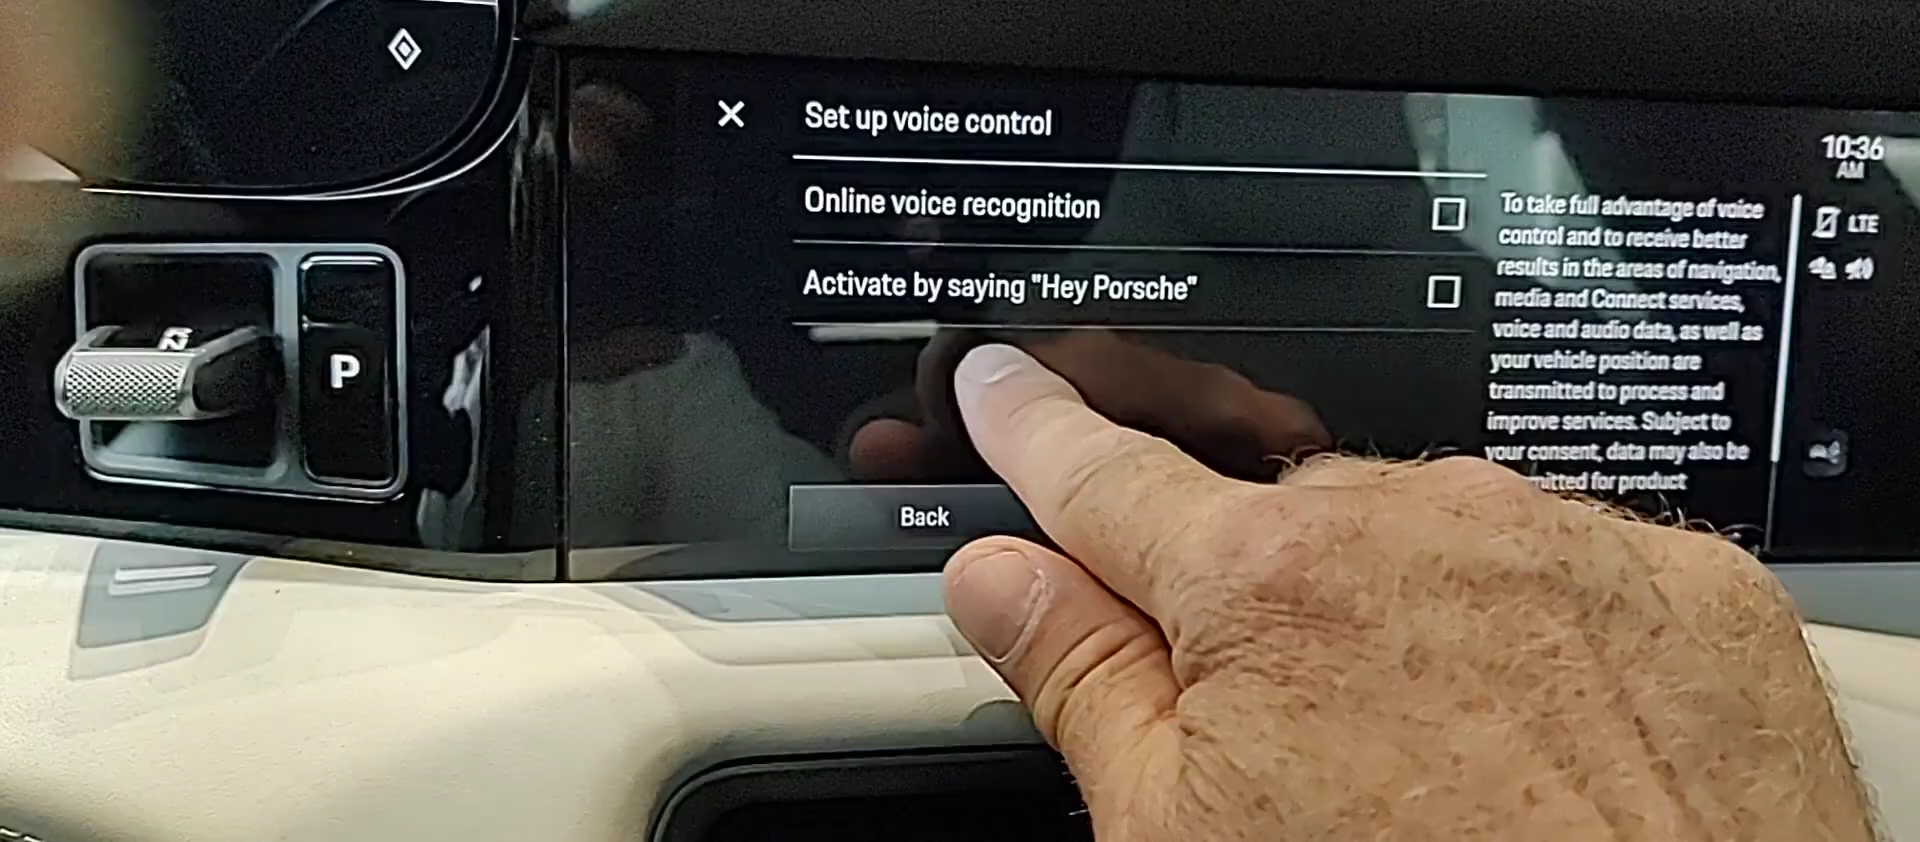 Set up voice control
10:36
AM
Online voice recognition
Activate by saying "Hey Porsche"
To take full advantage of voice
control and to receive better
results in the areas of navigation,
media and Connect services,
voice and audio data, as well as
your vehicle position are
transmitted to process and
improve services. Subject to
your consent, data may also be
mitted for product
LTE
P
Back